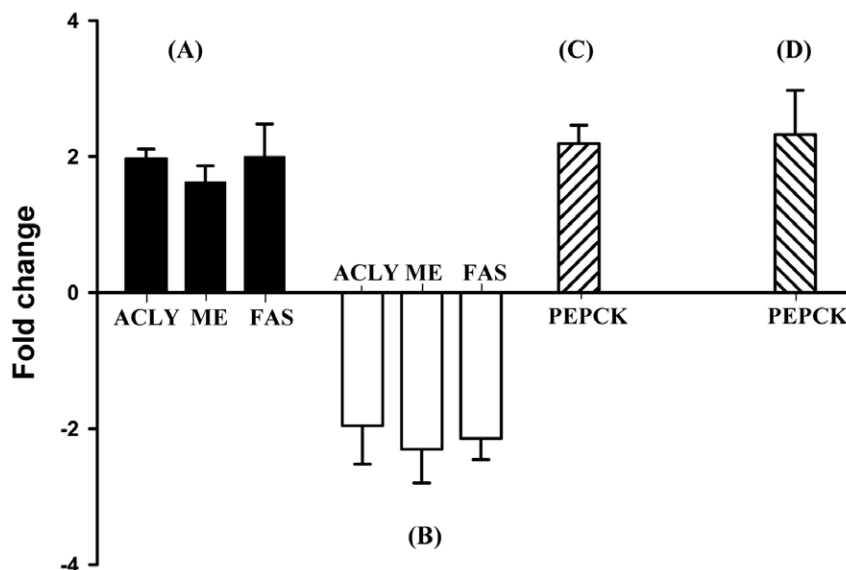 4
(A)
(C)
(D)
2
ACLY ME FAS
0
ACLY ME FAS
PEPCK
PEPCK
Fold change
-2
(B)
-4